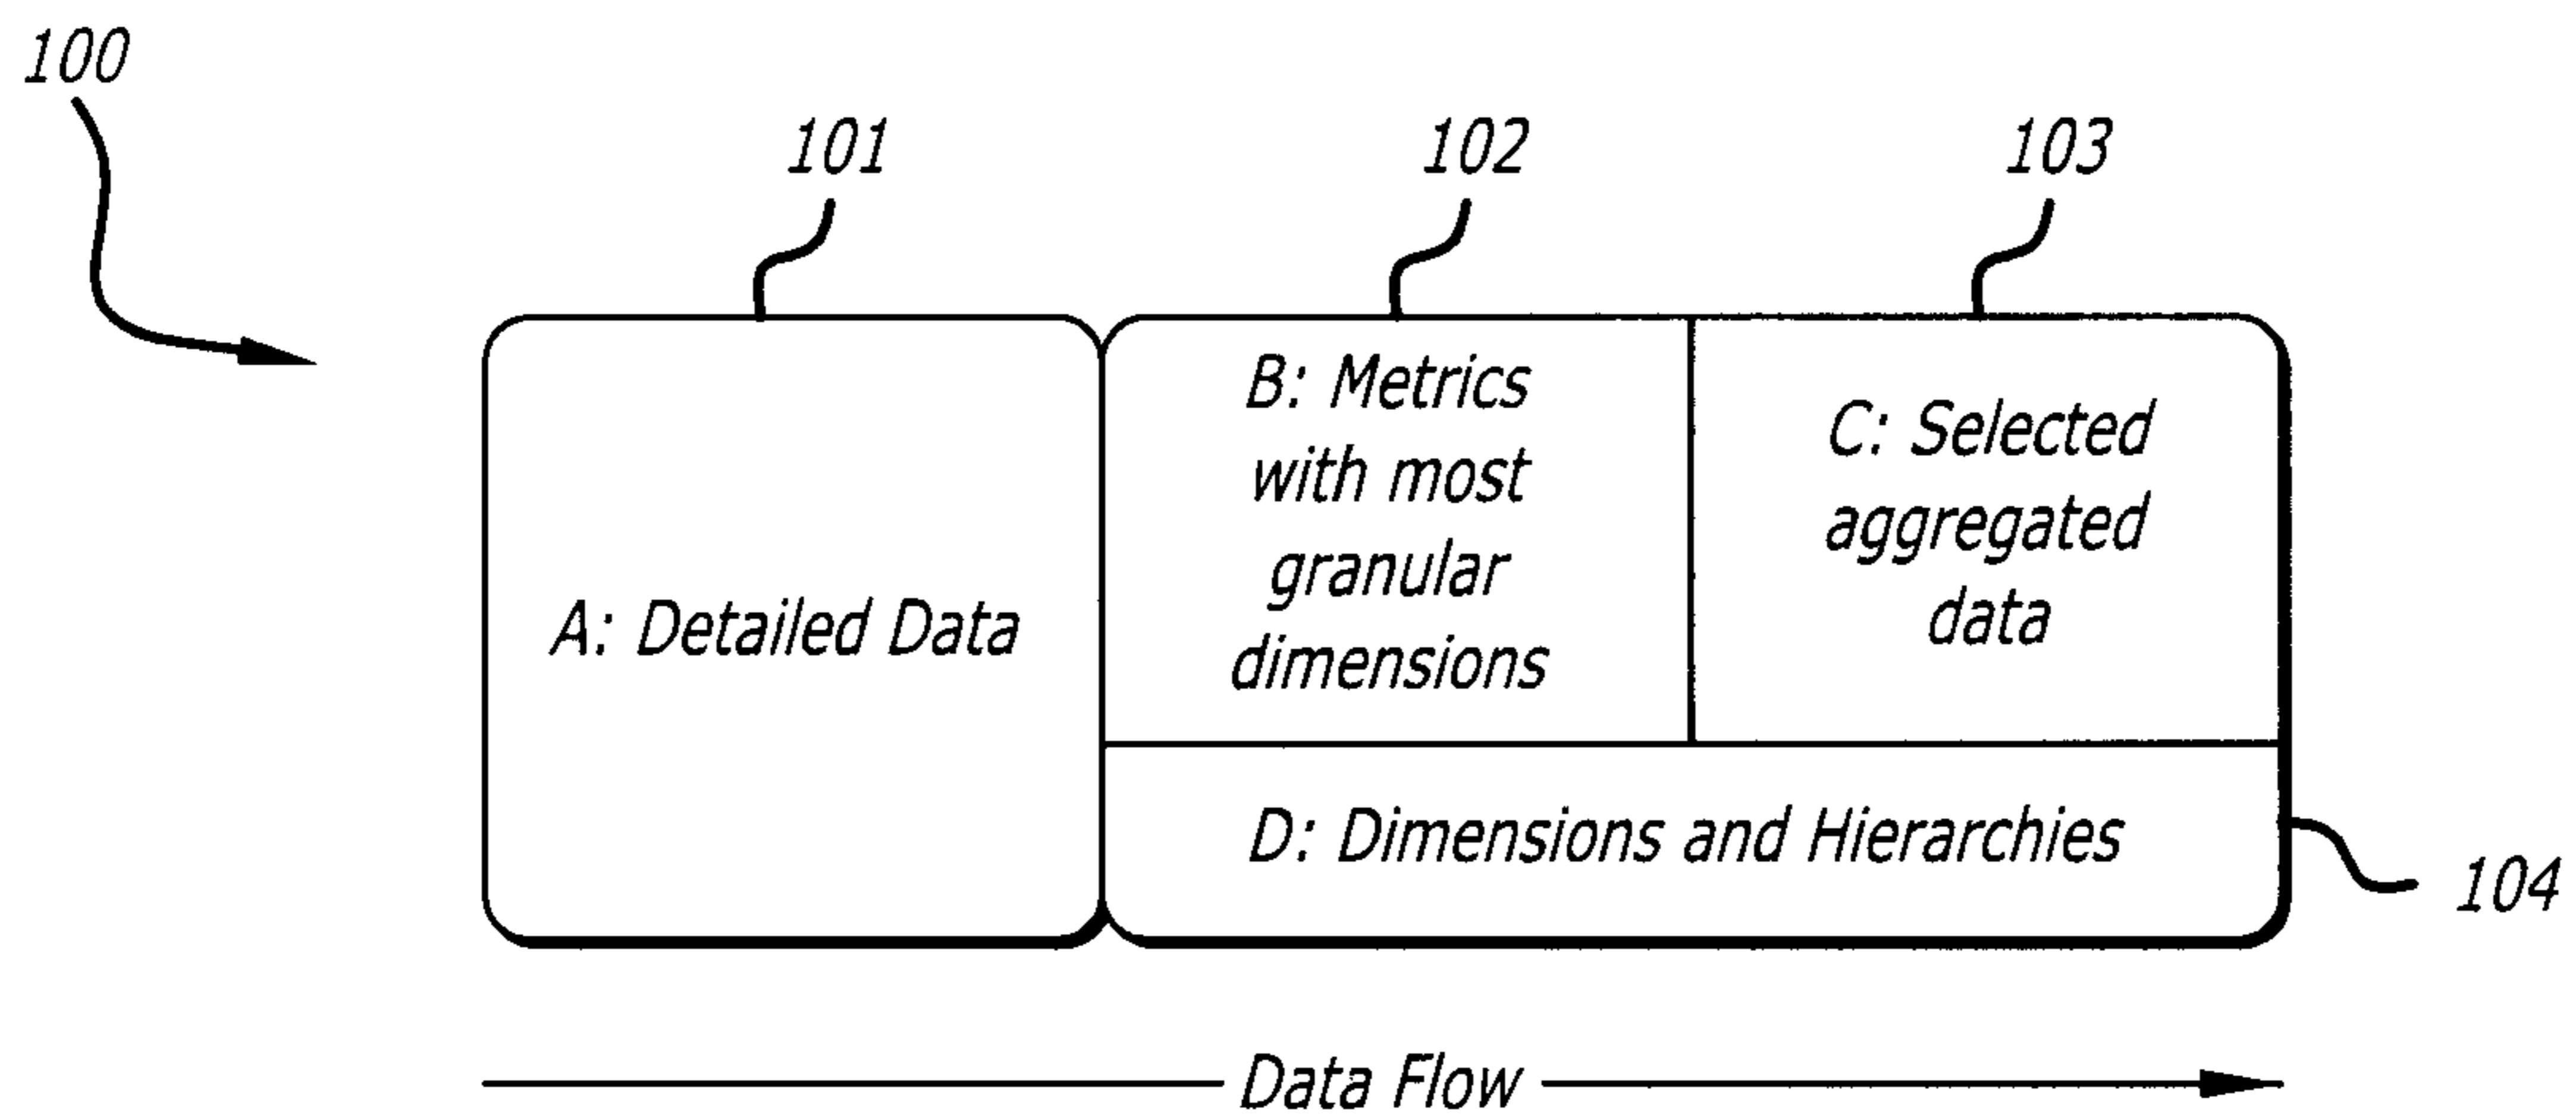 100
101
102
103
A: Detailed Data
B: Metrics
with most
granular
dimensions
C: Selected
aggregated
data
D: Dimensions and Hierarchies
104
Data Flow